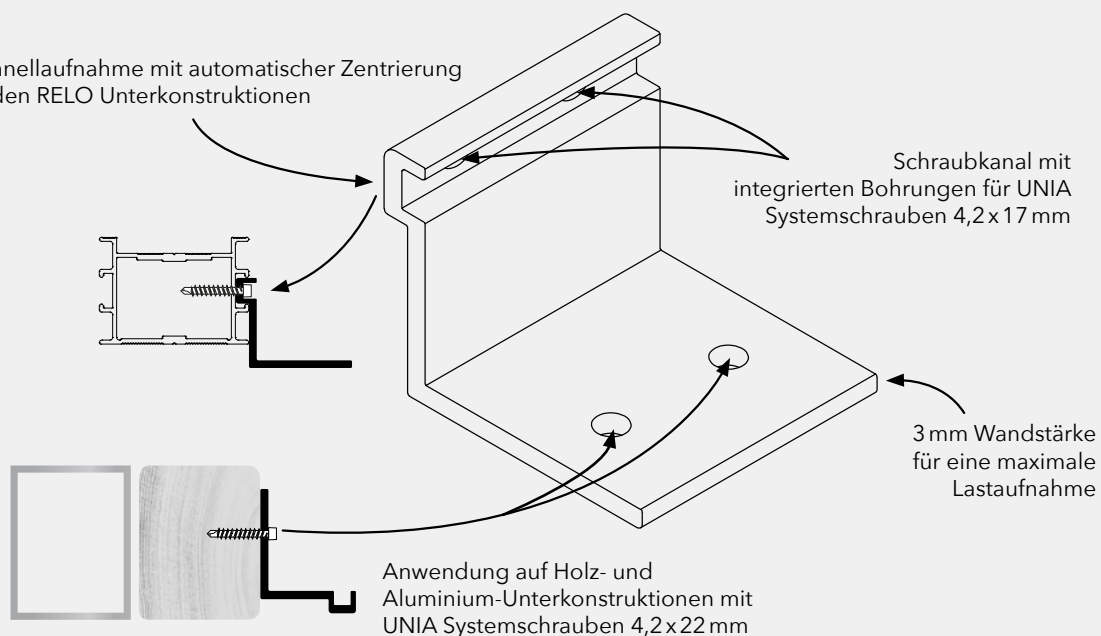 mit automatischer Zentrierung
den RELO Unterkonstruktionen
Schraubkanal mit
integrierten Bohrungen für UNIA
Systemschrauben 4,2 x 17 mm
3 mm Wandstärke
für eine maximale
Lastaufnahme
Anwendung auf Holz- und
Aluminium-Unterkonstruktionen mit
UNIA Systemschrauben 4,2 x 22 mm